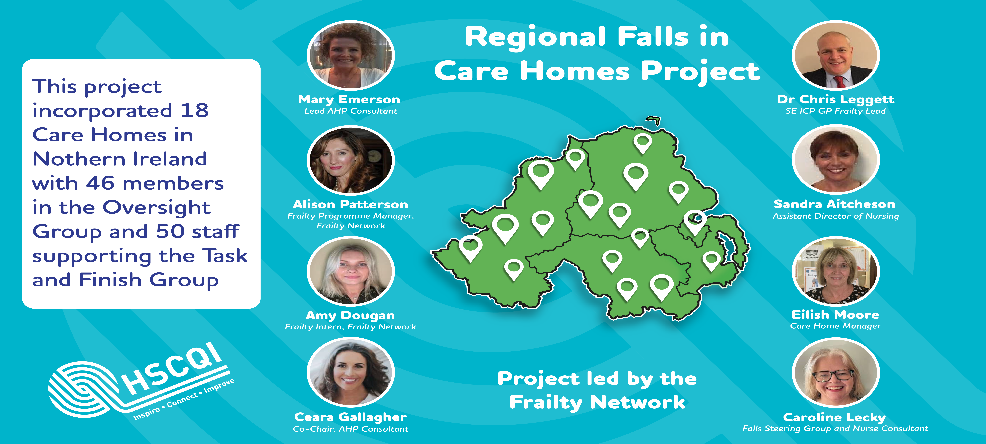 Regional Falls in
Care Homes Project
This project
incorporated 18
Care Homes in
Nothern Ireland
with 46 members
in the Oversight
Group and 50 staff
supporting the Task
and Finish Group
HSCQI
Inspire • Connect • Improve
Mary Emerson
Lead AHP Consultant
Alison Patterson
Frailty Programme Manager,
Frailty Network
Amy Dougan
Frailty Intern, Frailty Network
Ceara Gallagher
Co-Chair, AHP Consultant
Project led by the
Frailty Network
Dr Chris Leggett
SE ICP GP Frailty Lead
Sandra Aitcheson
Assistant Director of Nursing
Eilish Moore
Care Home Manager
Caroline Lecky
Falls Steering Group and Nurse Consultant